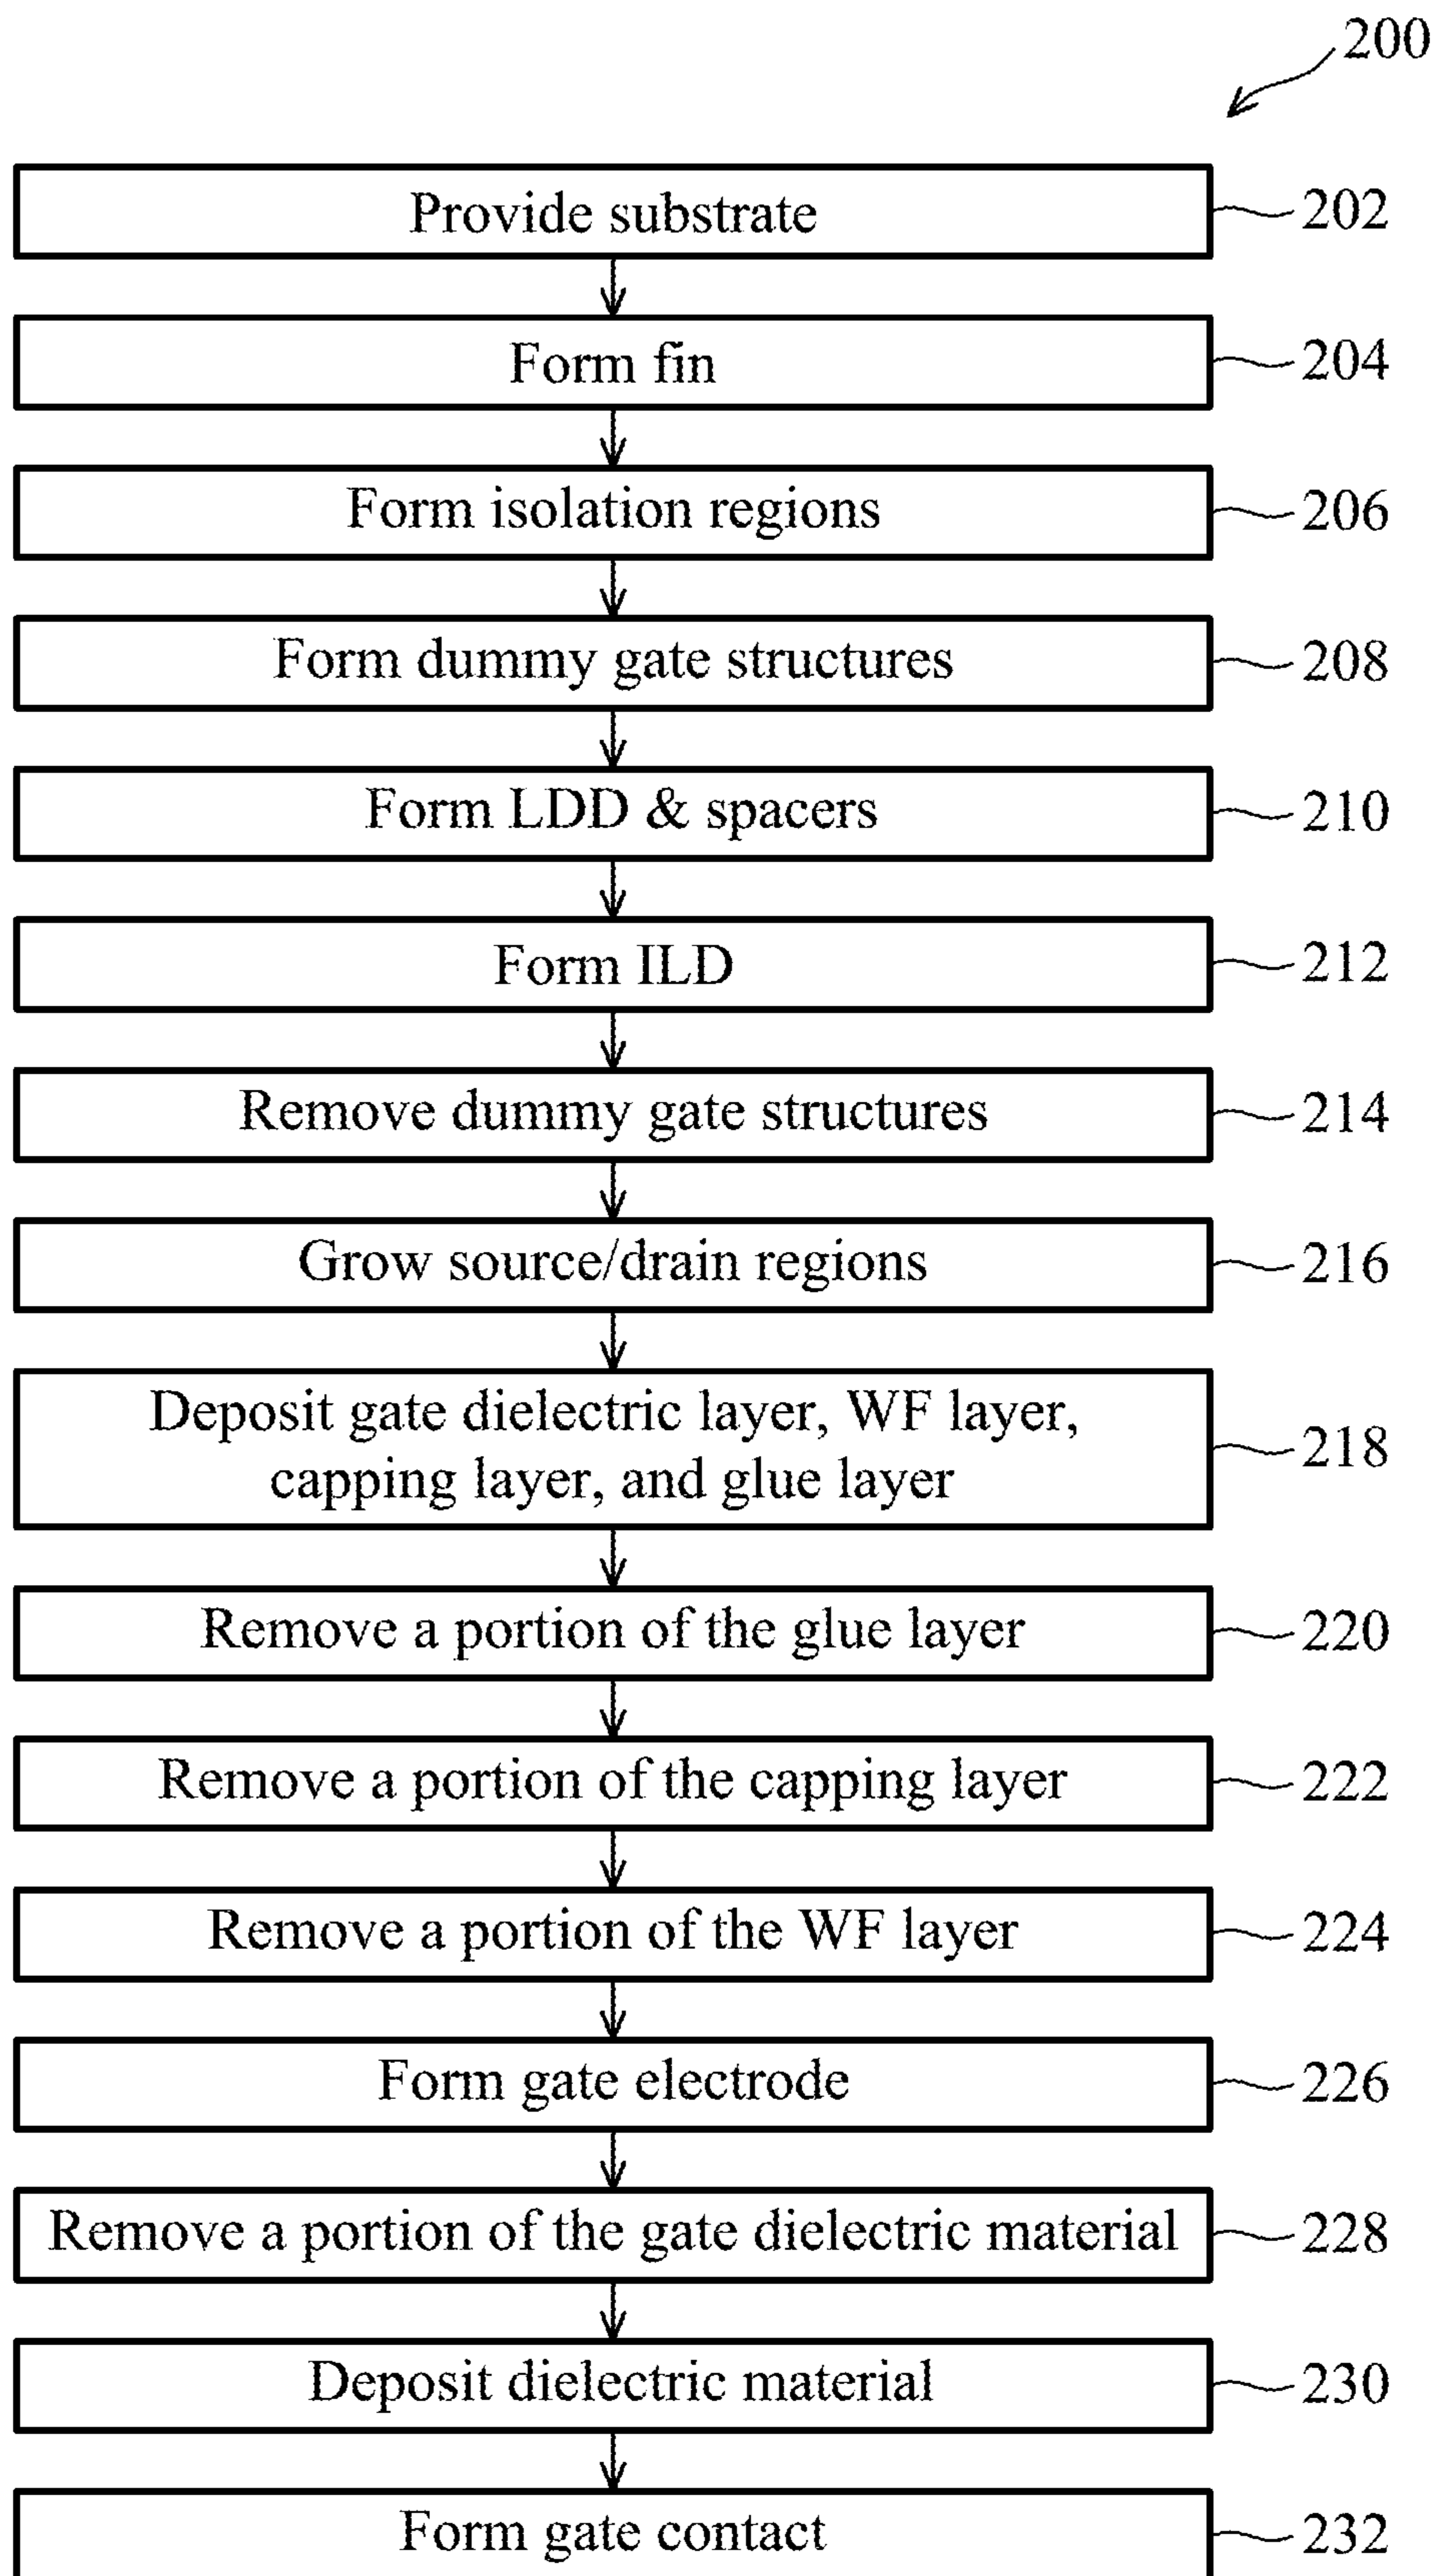 200
Provide substrate
202
Form fin
204
Form isolation regions
206
Form dummy gate structures
208
Form LDD & spacers
210
Form ILD
212
Remove dummy gate structures
214
Grow source/drain regions
216
Deposit gate dielectric layer, WF layer,
capping layer, and glue layer
218
Remove a portion of the glue layer
220
Remove a portion of the capping layer
222
Remove a portion of the WF layer
224
Form gate electrode
226
Remove a portion of the gate dielectric material
228
Deposit dielectric material
230
Form gate contact
232